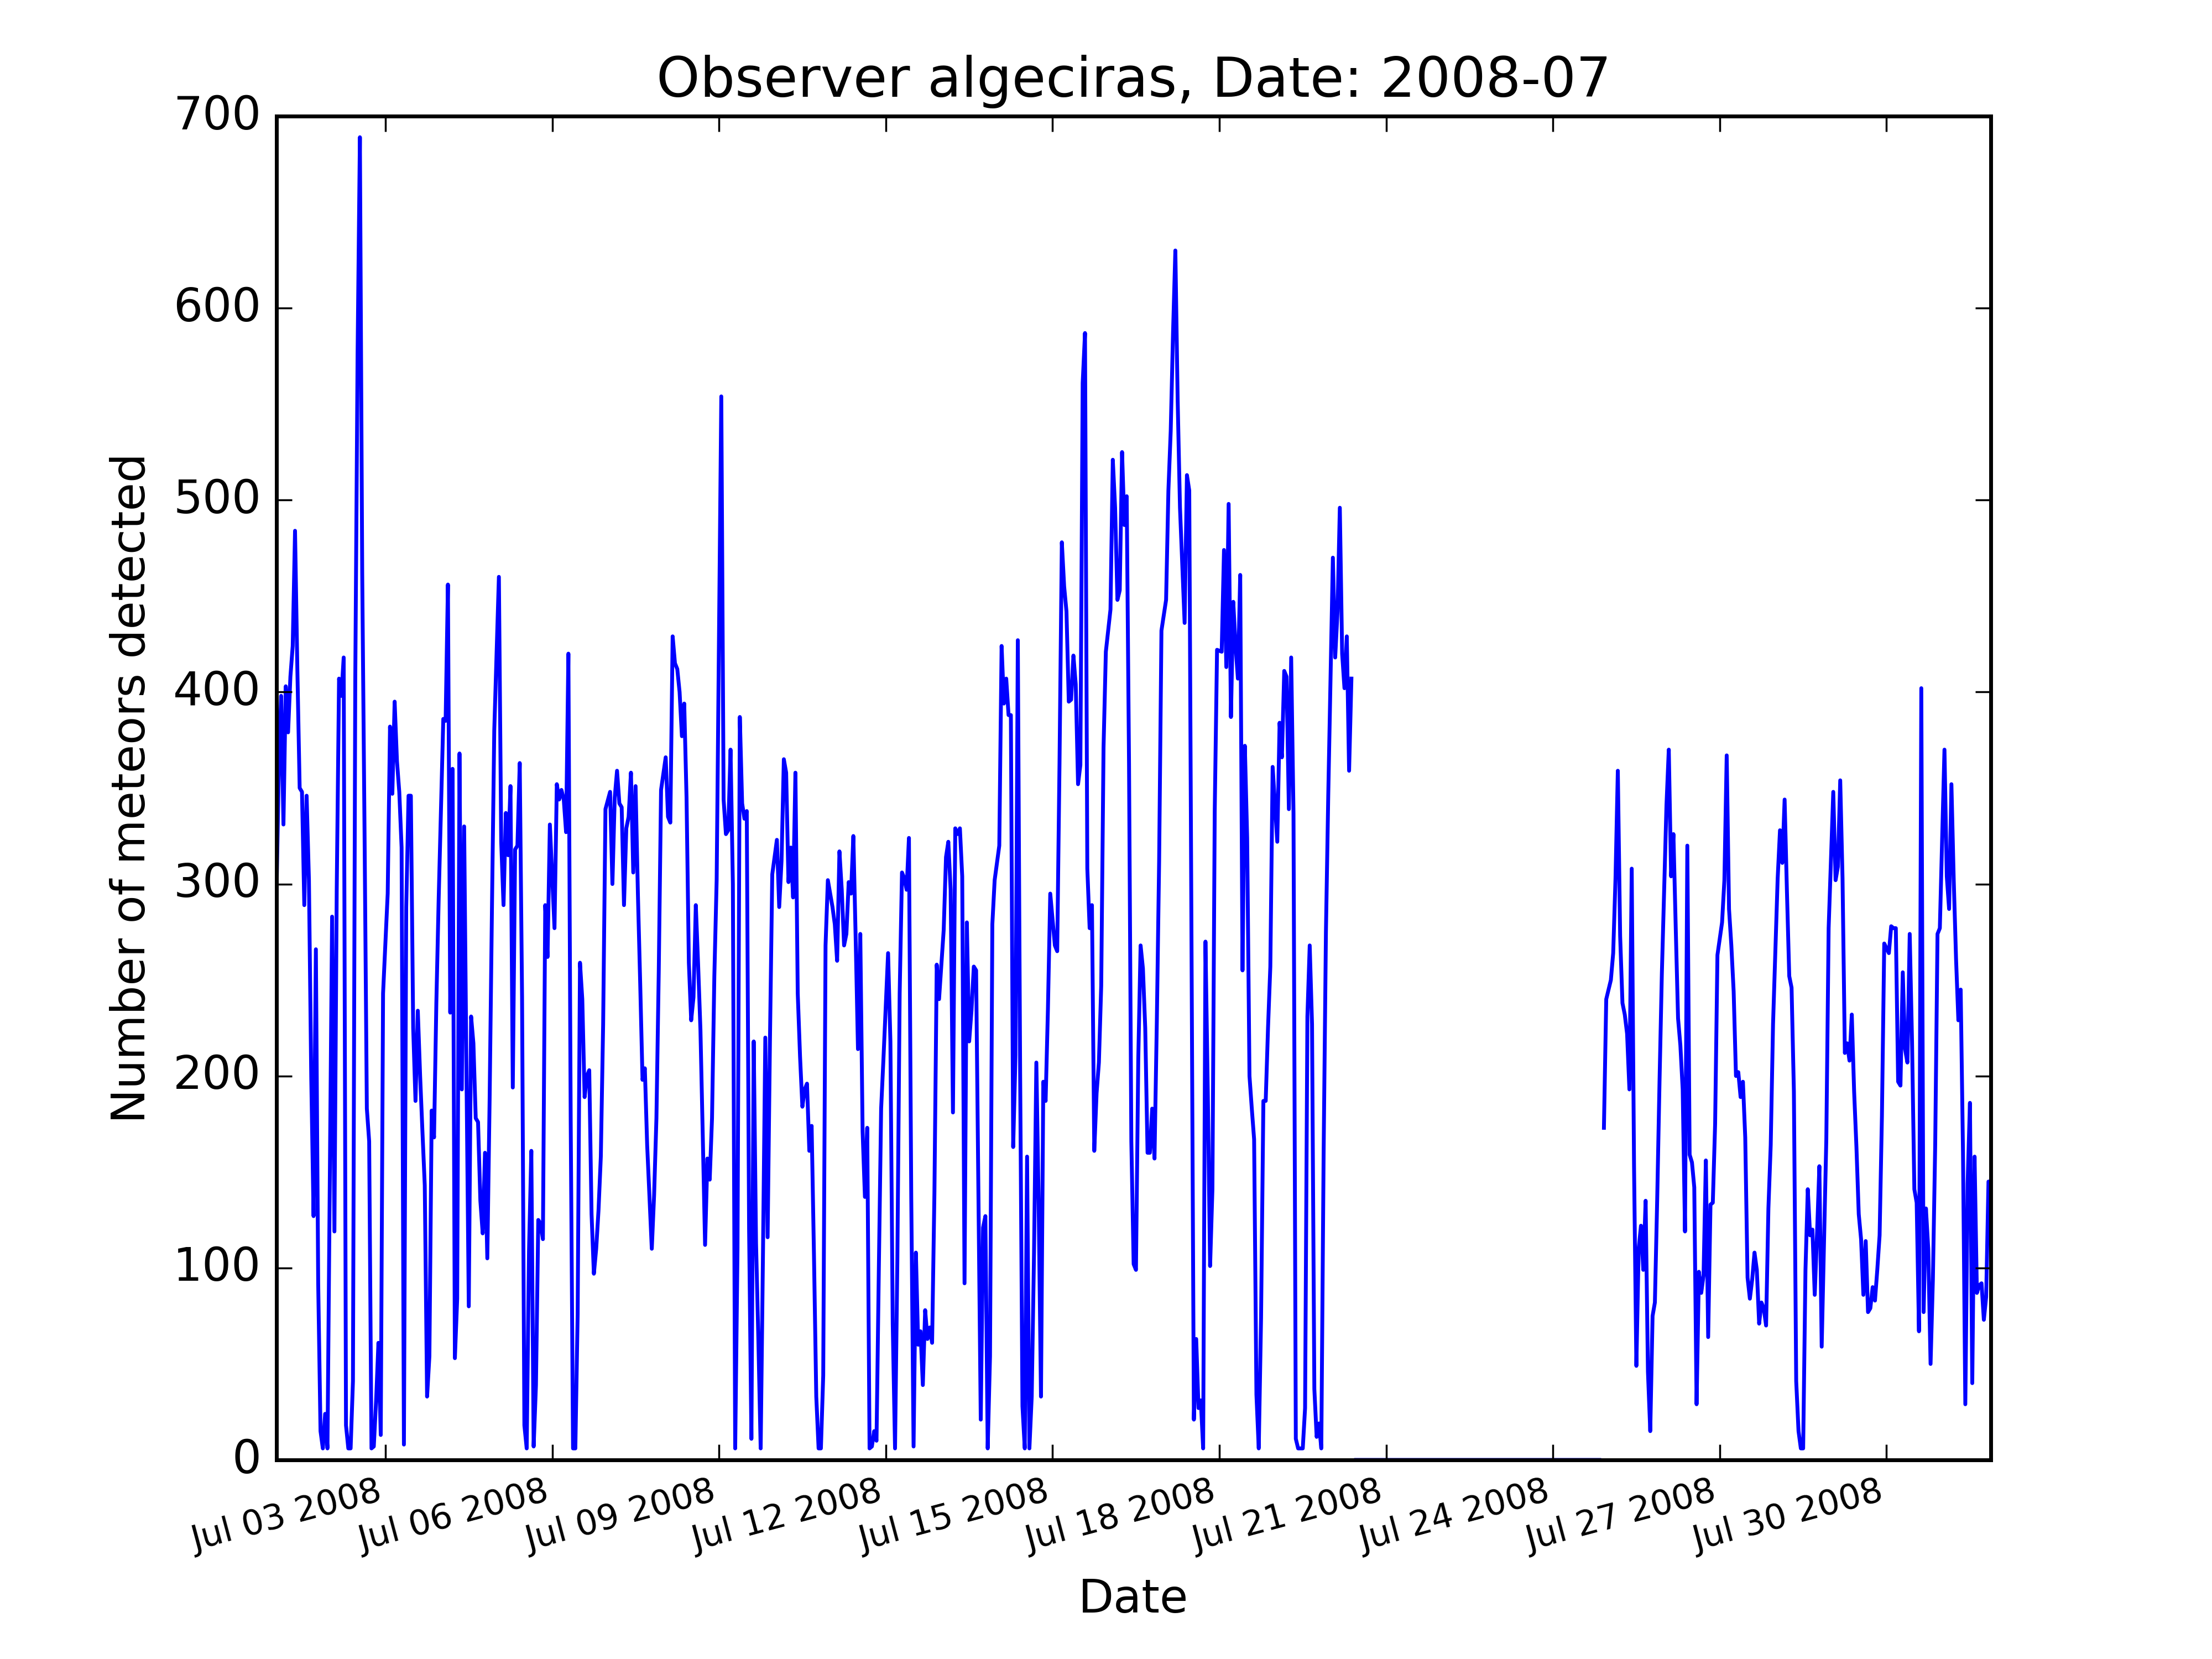 Observer algeciras, Date: 2008-07
Number of meteors detected
700
600
500
400
300
200
100
0
Jul 03 2008
Jul 06 2008
Jul 09 2008
Jul 12 2008
Jul 15 2008
Jul 18 2008
Jul 21 2008
Jul 24 2008
Jul 27 2008
Jul 30 2008
Date